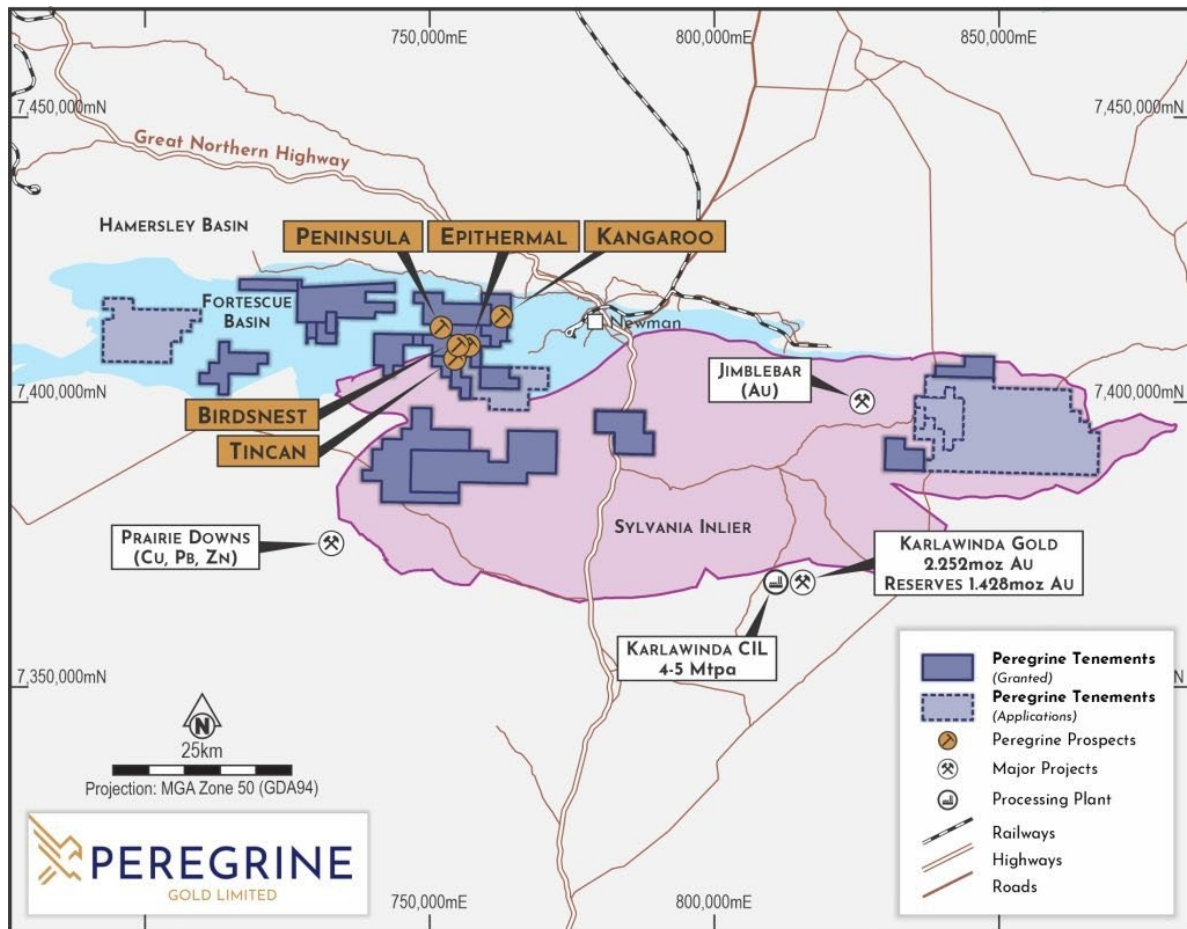 750,000mE
800,000mE
850,000mE
7,450,000mN
7,450,000mN
Great Northern Highway
HAMERSLEY BASIN
PENINSULA
EPITHERMAL
KANGAROO
FORTESCUE
BASIN
Newman
JIMBLEBAR
(AU)
7,400,000mN
7,400,000mN
BIRDSNEST
TINCAN
SYLVANIA INLIER
PRAIRIE DOWNS
(CU, PB, ZN)
KARLAWINDA GOLD
2.252moz AU
RESERVES 1.428moz AU
KARLAWINDA CIL
4-5 Mtpa
7,350,000mN
N
25km
Projection: MGA Zone 50 (GDA94)
Peregrine Tenements
(Granted)
Peregrine Tenements
(Applications)
Peregrine Prospects
Major Projects
Processing Plant
Railways
Highways
Roads
PEREGRINE
GOLD LIMITED
750,000mE
800,000mE